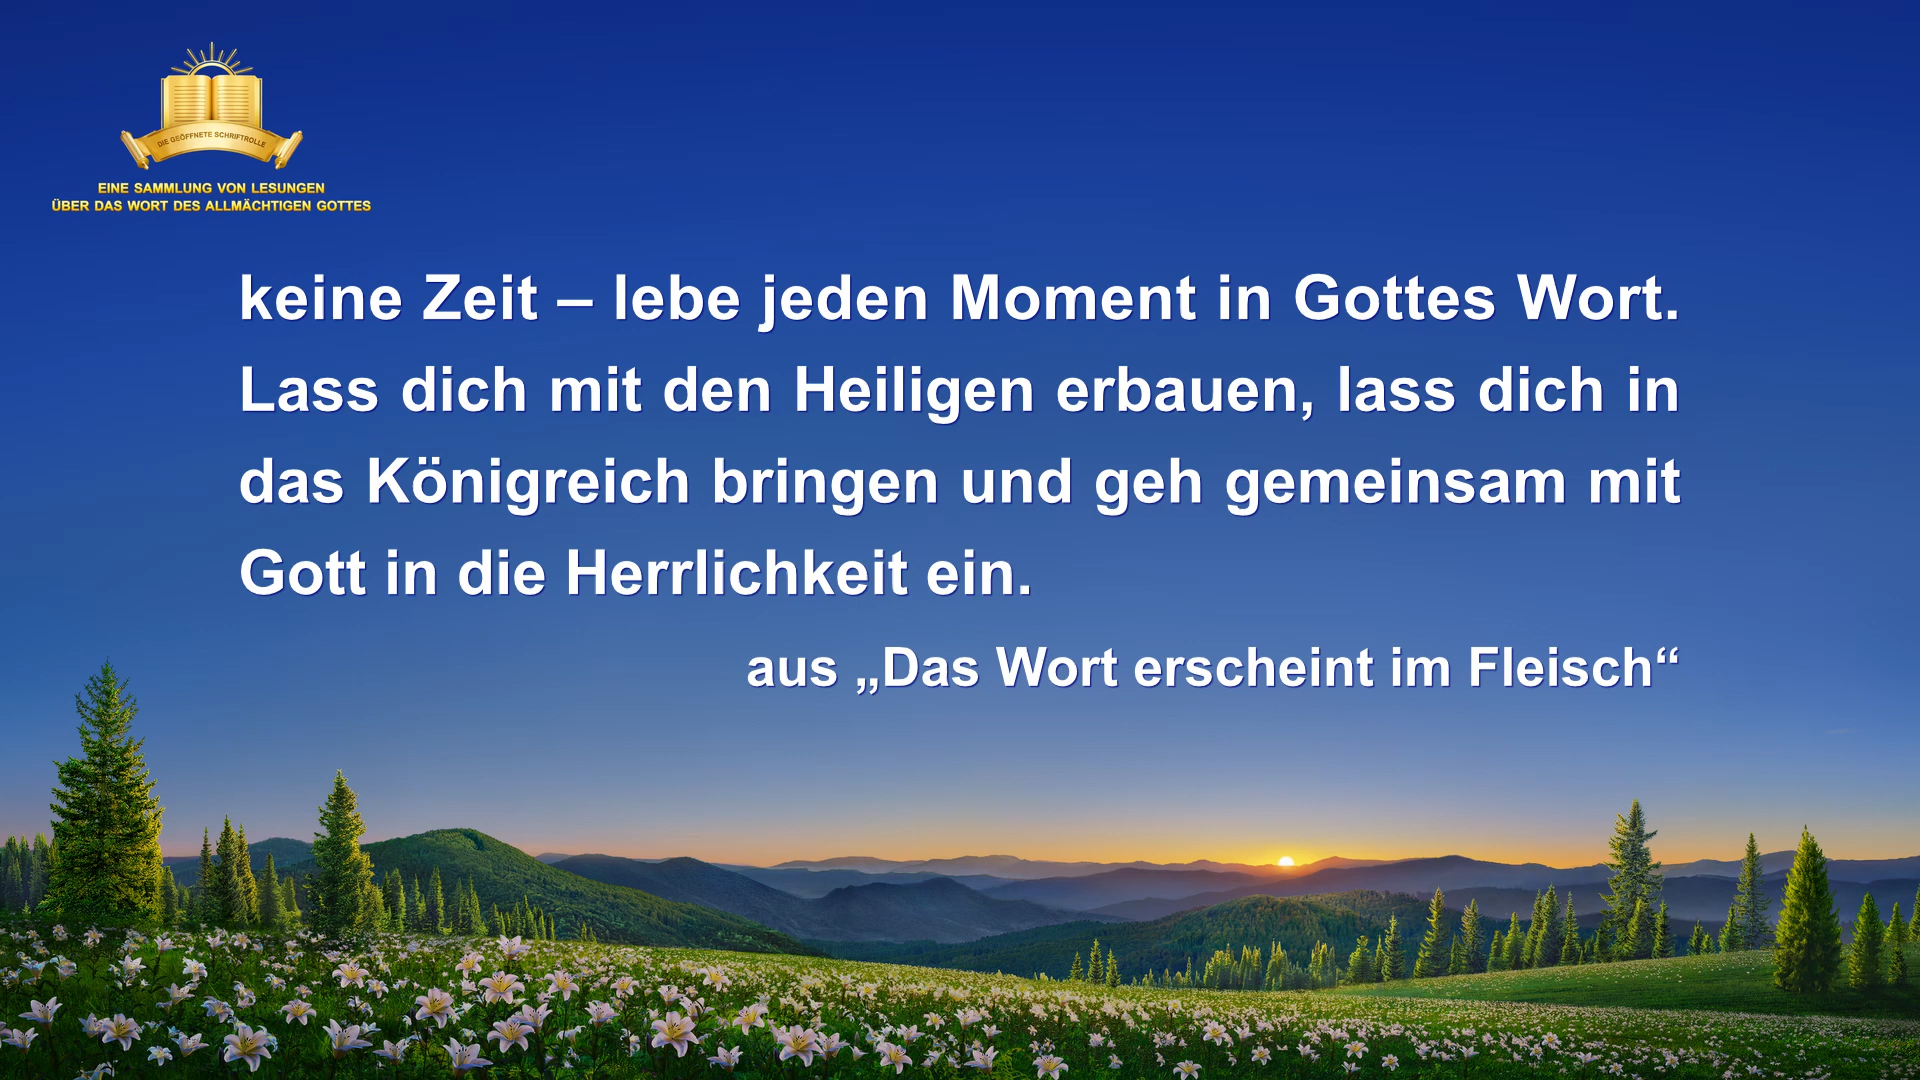 DIE GEÖFFNETE SCHRIFTROLLE
EINE SAMMLUNG VON LESUNGEN
ÜBER DAS WORT DES ALLMÄCHTIGEN GOTTES
keine Zeit – lebe jeden Moment in Gottes Wort.
Lass dich mit den Heiligen erbauen, lass dich in
das Königreich bringen und geh gemeinsam mit
Gott in die Herrlichkeit ein.
aus „Das Wort erscheint im Fleisch“